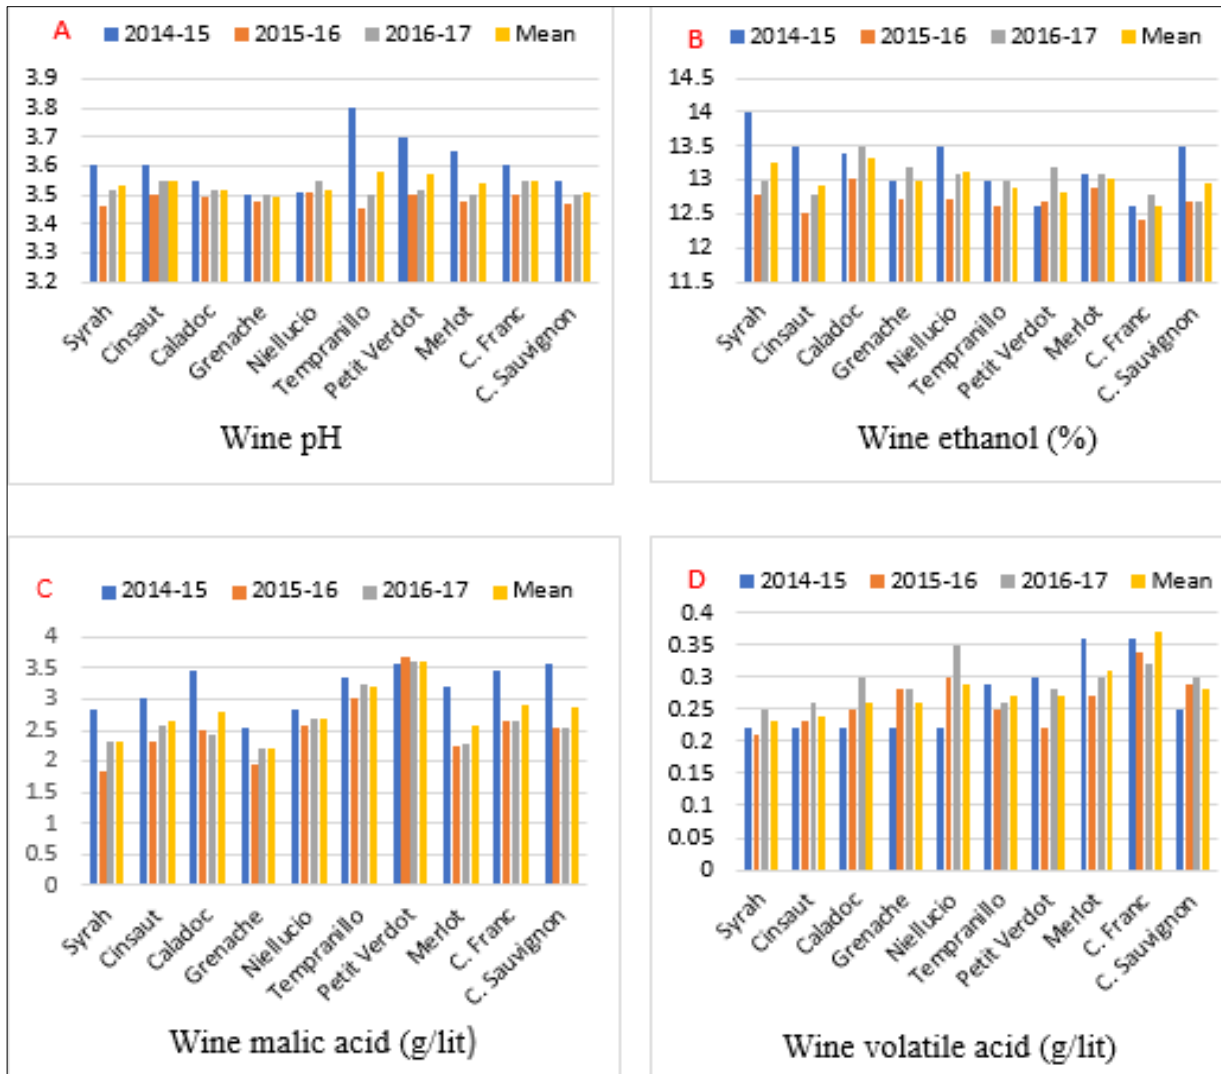 A 2014-15 2015-16 2016-17 Mean
3.9
3.8
3.7
3.6
3.5
3.4
3.3
3.2
Syrah
Cinsaut
Caladoc
Grenache
Niellucio
Tempranillo
Petit Verdot
Merlot
C. Franc
C. Sauvignon
Wine pH
B 2014-15 2015-16 2016-17 Mean
14.5
14
13.5
13
12.5
12
11.5
Syrah
Cinsaut
Caladoc
Grenache
Niellucio
Tempranillo
Petit Verdot
Merlot
C. Franc
C. Sauvignon
Wine ethanol (%)
C 2014-15 2015-16 2016-17 Mean
4
3.5
3
2.5
2
1.5
1
0.5
0
Syrah
Cinsaut
Caladoc
Grenache
Niellucio
Tempranillo
Petit Verdot
Merlot
C. Franc
C. Sauvignon
Wine malic acid (g/lit)
D 2014-15 2015-16 2016-17 Mean
0.4
0.35
0.3
0.25
0.2
0.15
0.1
0.05
0
Syrah
Cinsaut
Caladoc
Grenache
Niellucio
Tempranillo
Petit Verdot
Merlot
C. Franc
C. Sauvignon
Wine volatile acid (g/lit)